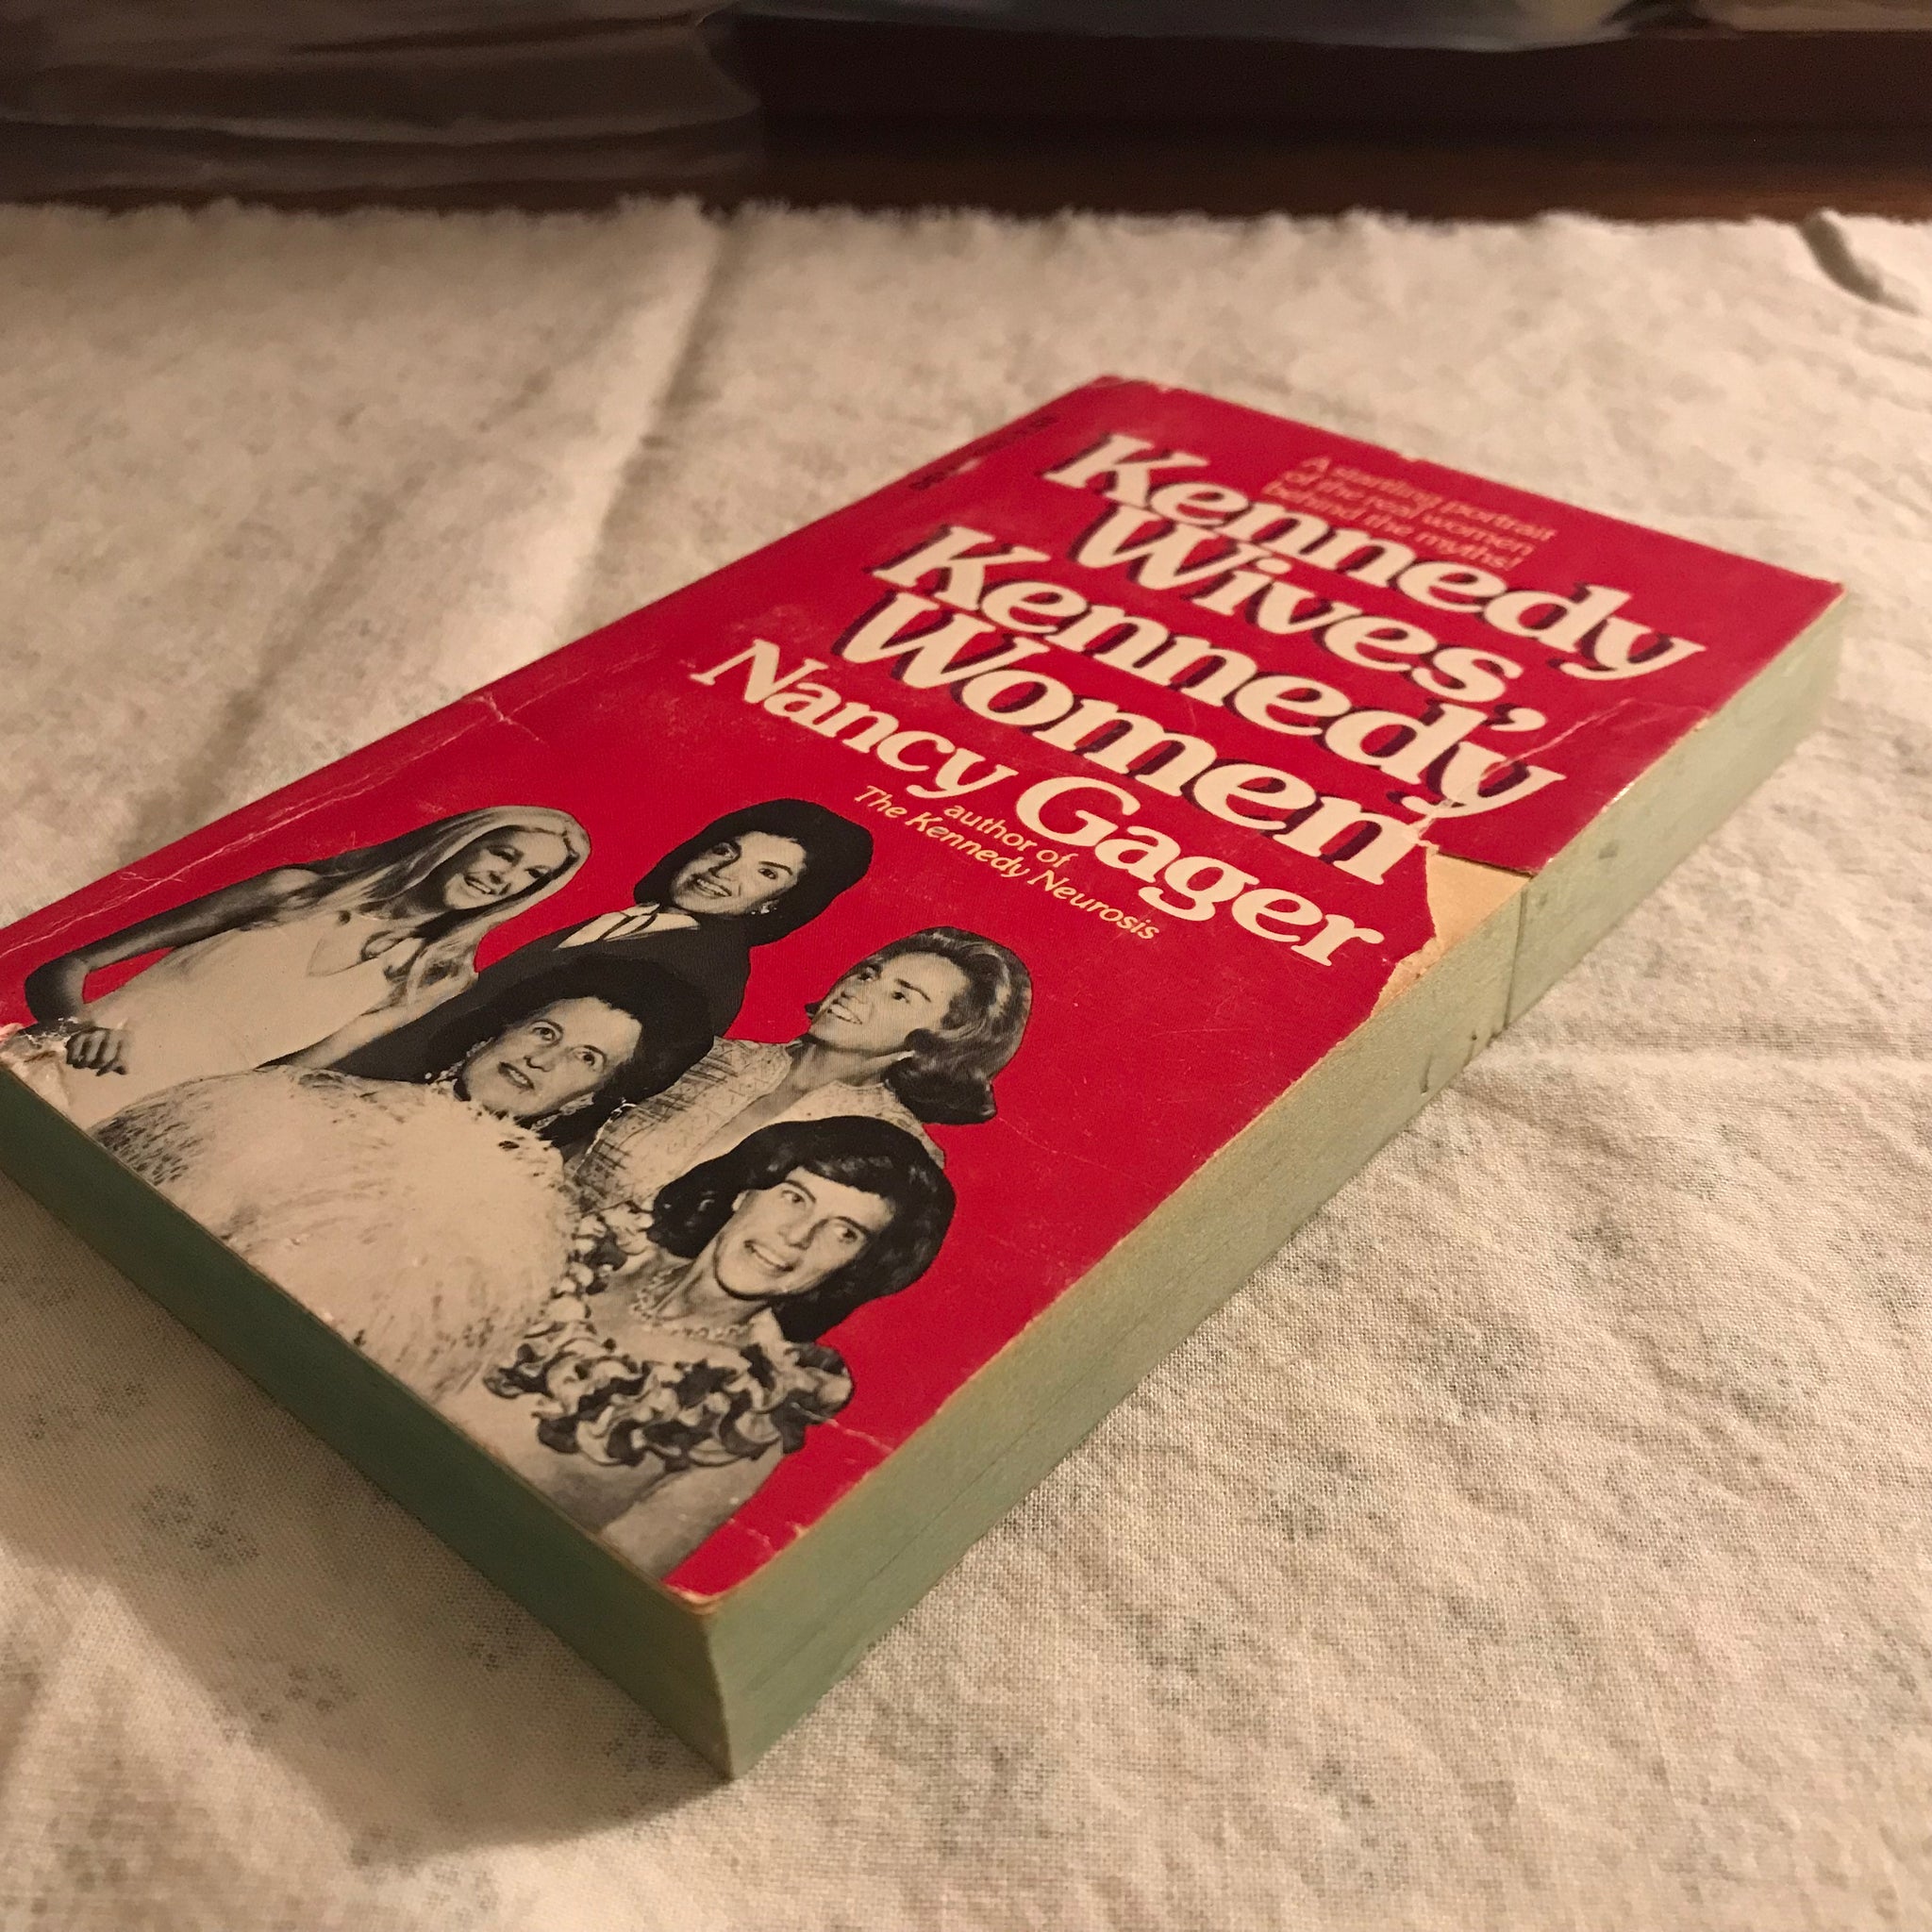 A startling portrait
of the real women
behind the myths!
Kennedy
Wives,
Kennedy
Women
Nancy Gager
author of
The Kennedy Neurosis